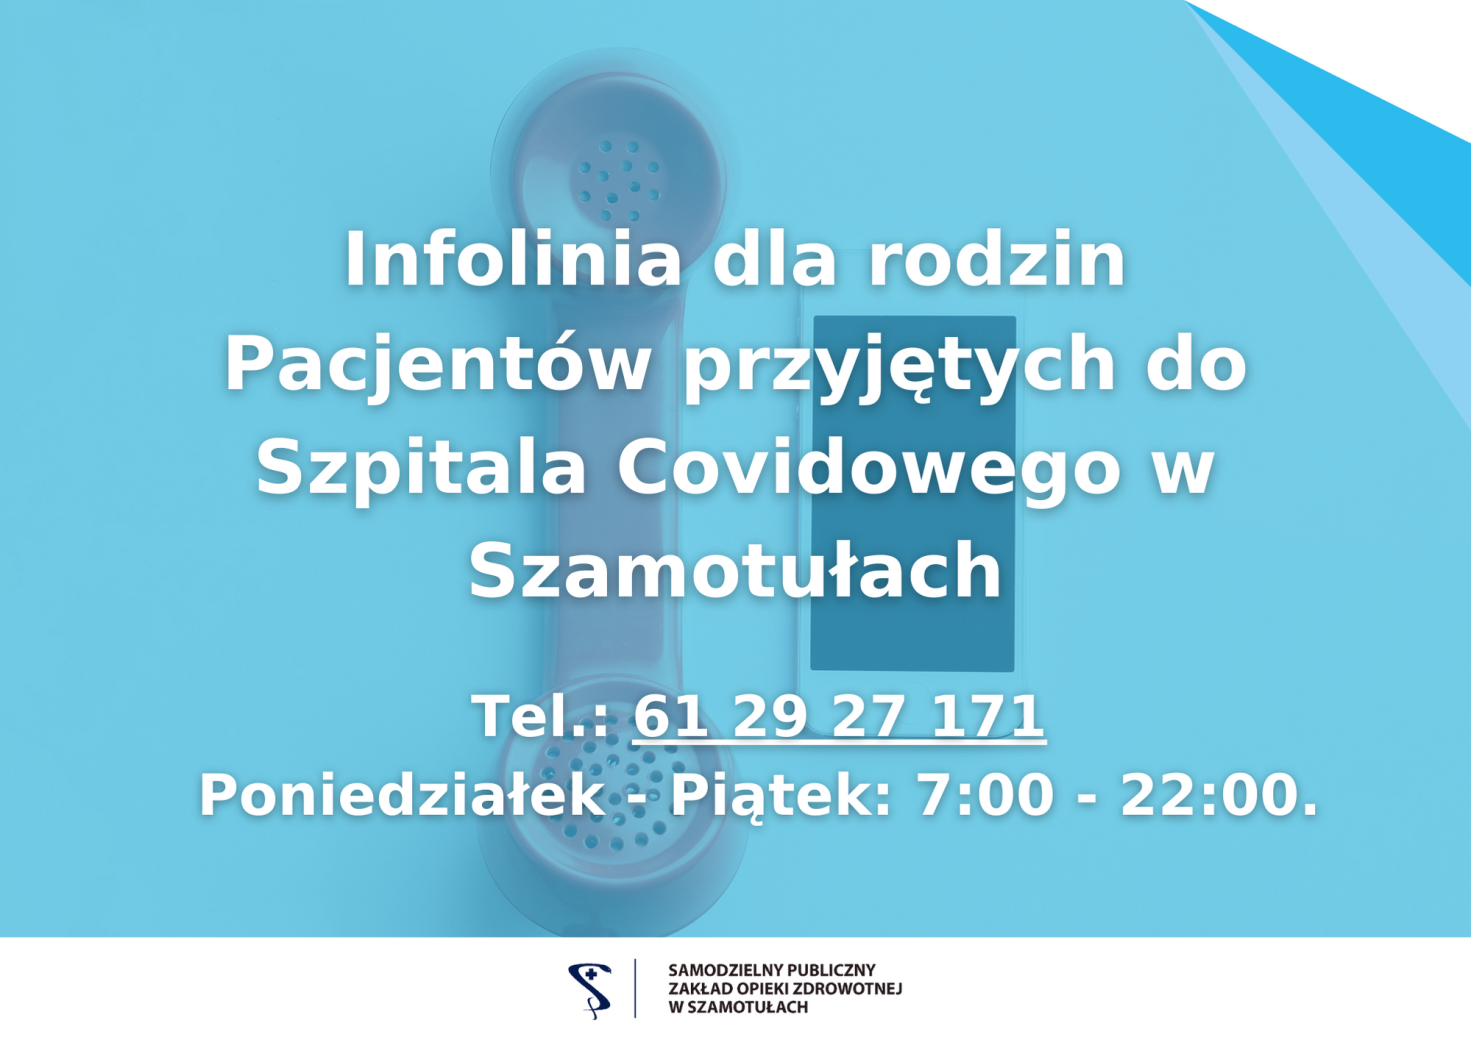 Infolinia dla rodzin
Pacjentów przyjętych do
Szpitala Covidowego w
Szamotułach
Tel.: 61 29 27 171
Poniedziałek - Piątek: 7:00 - 22:00.
SAMODZIELNY PUBLICZNY
ZAKŁAD OPIEKI ZDROWOTNEJ
W SZAMOTUŁACH